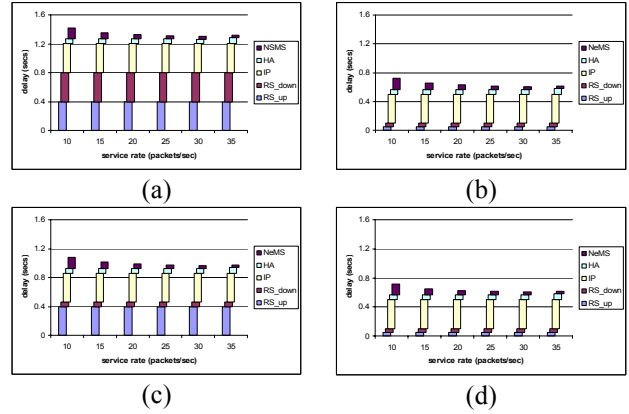 1.6
1.2
0.8
0.4
0
delay (secs)
10 15 20 25 30 35
service rate (packets/sec)
NSMS
HA
IP
RS_down
RS_up
(a)
1.6
1.2
0.8
0.4
0
delay (secs)
10 15 20 25 30 35
service rate (packets/sec)
NeMS
HA
IP
RS_down
RS_up
(b)
1.6
1.2
0.8
0.4
0
delay (secs)
10 15 20 25 30 35
service rate (packets/sec)
NeMS
HA
IP
RS_down
RS_up
(c)
1.6
1.2
0.8
0.4
0
delay (secs)
10 15 20 25 30 35
service rate (packets/sec)
NeMS
HA
IP
RS_down
RS_up
(d)